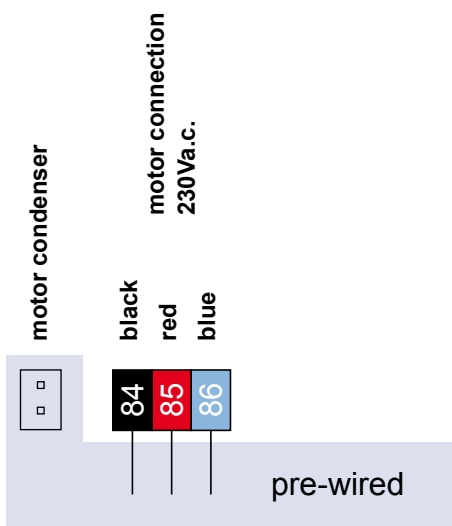 motor condenser
motor connection
230Va.c.
black
red
blue
84
85
86
pre-wired